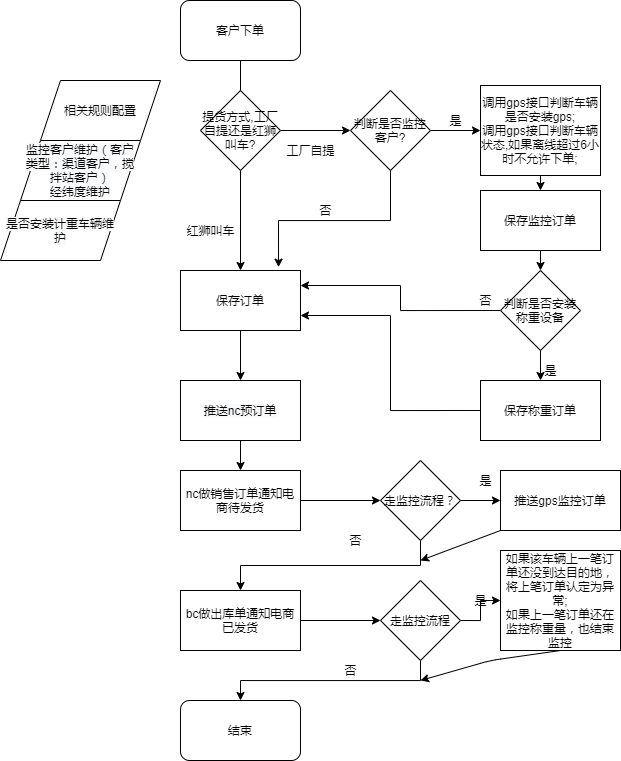 客户下单
相关规则配置
监控客户维护（客户
类型：渠道客户，搅
拌站客户）
经纬度维护
是否安装计重车辆维
护
提货方式,工厂
自提还是红狮
叫车?
工厂自提
判断是否监控
客户?
是
调用gps接口判断车辆
是否安装gps;
调用gps接口判断车辆
状态,如果离线超过6小
时不允许下单;
否
红狮叫车
保存监控订单
保存订单
否
判断是否安装
称重设备
是
推送nc预订单
保存称重订单
nc做销售订单通知电
商待发货
走监控流程？
是
推送gps监控订单
否
bc做出库单通知电商
已发货
走监控流程
是
如果该车辆上一笔订
单还没到达目的地，
将上笔订单认定为异
常;
如果上一笔订单还在
监控称重量，也结束
监控
否
结束